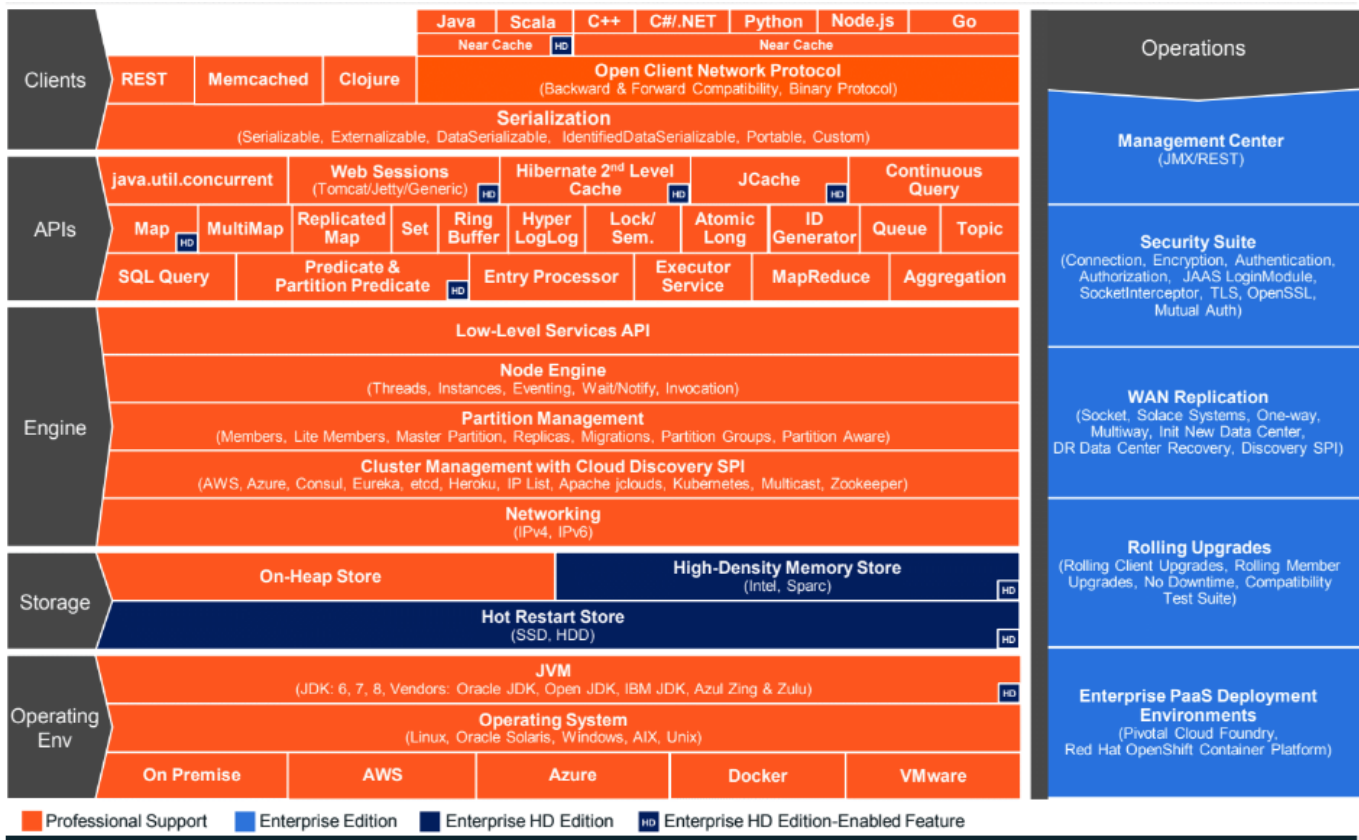 Clients
Java Scala C++ C#/.NET Python Node.js Go
Near Cache HD Near Cache
REST Memcached Clojure
Open Client Network Protocol
(Backward & Forward Compatibility, Binary Protocol)
Serialization
(Serializable, Externalizable, DataSerializable, IdentifiedDataSerializable, Portable, Custom)
APIs
java.util.concurrent
Web Sessions
(Tomcat/Jetty/Generic) HD
Hibernate 2nd Level
Cache HD
JCache HD
Continuous
Query
Map HD
MultiMap
Replicated
Map
Set
Ring
Buffer
Hyper
LogLog
Lock/
Sem.
Atomic
Long
ID
Generator
Queue
Topic
SQL Query
Predicate &
Partition Predicate HD
Entry Processor
Executor
Service
MapReduce
Aggregation
Engine
Low-Level Services API
Node Engine
(Threads, Instances, Eventing, Wait/Notify, Invocation)
Partition Management
(Members, Lite Members, Master Partition, Replicas, Migrations, Partition Groups, Partition Aware)
Cluster Management with Cloud Discovery SPI
(AWS, Azure, Consul, Eureka, etcd, Heroku, IP List, Apache jclouds, Kubernetes, Multicast, Zookeeper)
Networking
(IPv4, IPv6)
Storage
On-Heap Store
High-Density Memory Store
(Intel, Sparc)
HD
Hot Restart Store
(SSD, HDD)
HD
Operating
Env
JVM
(JDK: 6, 7, 8, Vendors: Oracle JDK, Open JDK, IBM JDK, Azul Zing & Zulu)
HD
Operating System
(Linux, Oracle Solaris, Windows, AIX, Unix)
On Premise AWS Azure Docker VMware
Operations
Management Center
(JMX/REST)
Security Suite
(Connection, Encryption, Authentication,
Authorization, JAAS LoginModule,
SocketInterceptor, TLS, OpenSSL,
Mutual Auth)
WAN Replication
(Socket, Solace Systems, One-way,
Multiway, Init New Data Center,
DR Data Center Recovery, Discovery SPI)
Rolling Upgrades
(Rolling Client Upgrades, Rolling Member
Upgrades, No Downtime, Compatibility
Test Suite)
Enterprise PaaS Deployment
Environments
(Pivotal Cloud Foundry,
Red Hat OpenShift Container Platform)
Professional Support Enterprise Edition Enterprise HD Edition HD Enterprise HD Edition-Enabled Feature